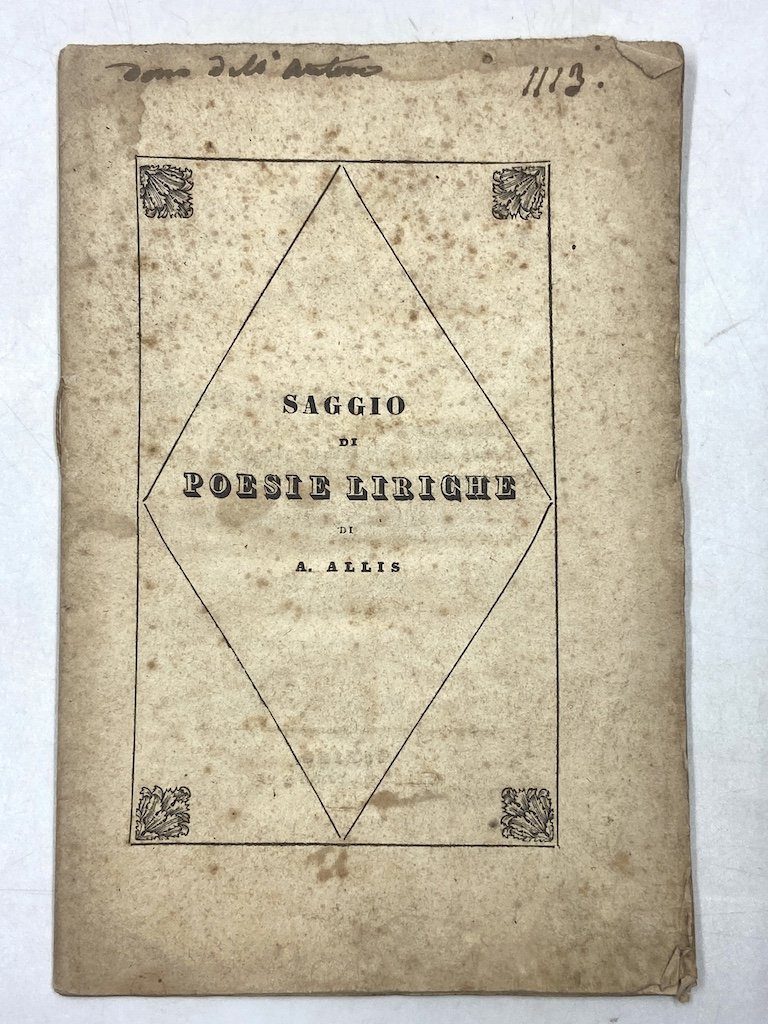 Dono dell' Autore 1113.
SAGGIO
DI
POESIE LIRICHE
DI
A. ALLIS